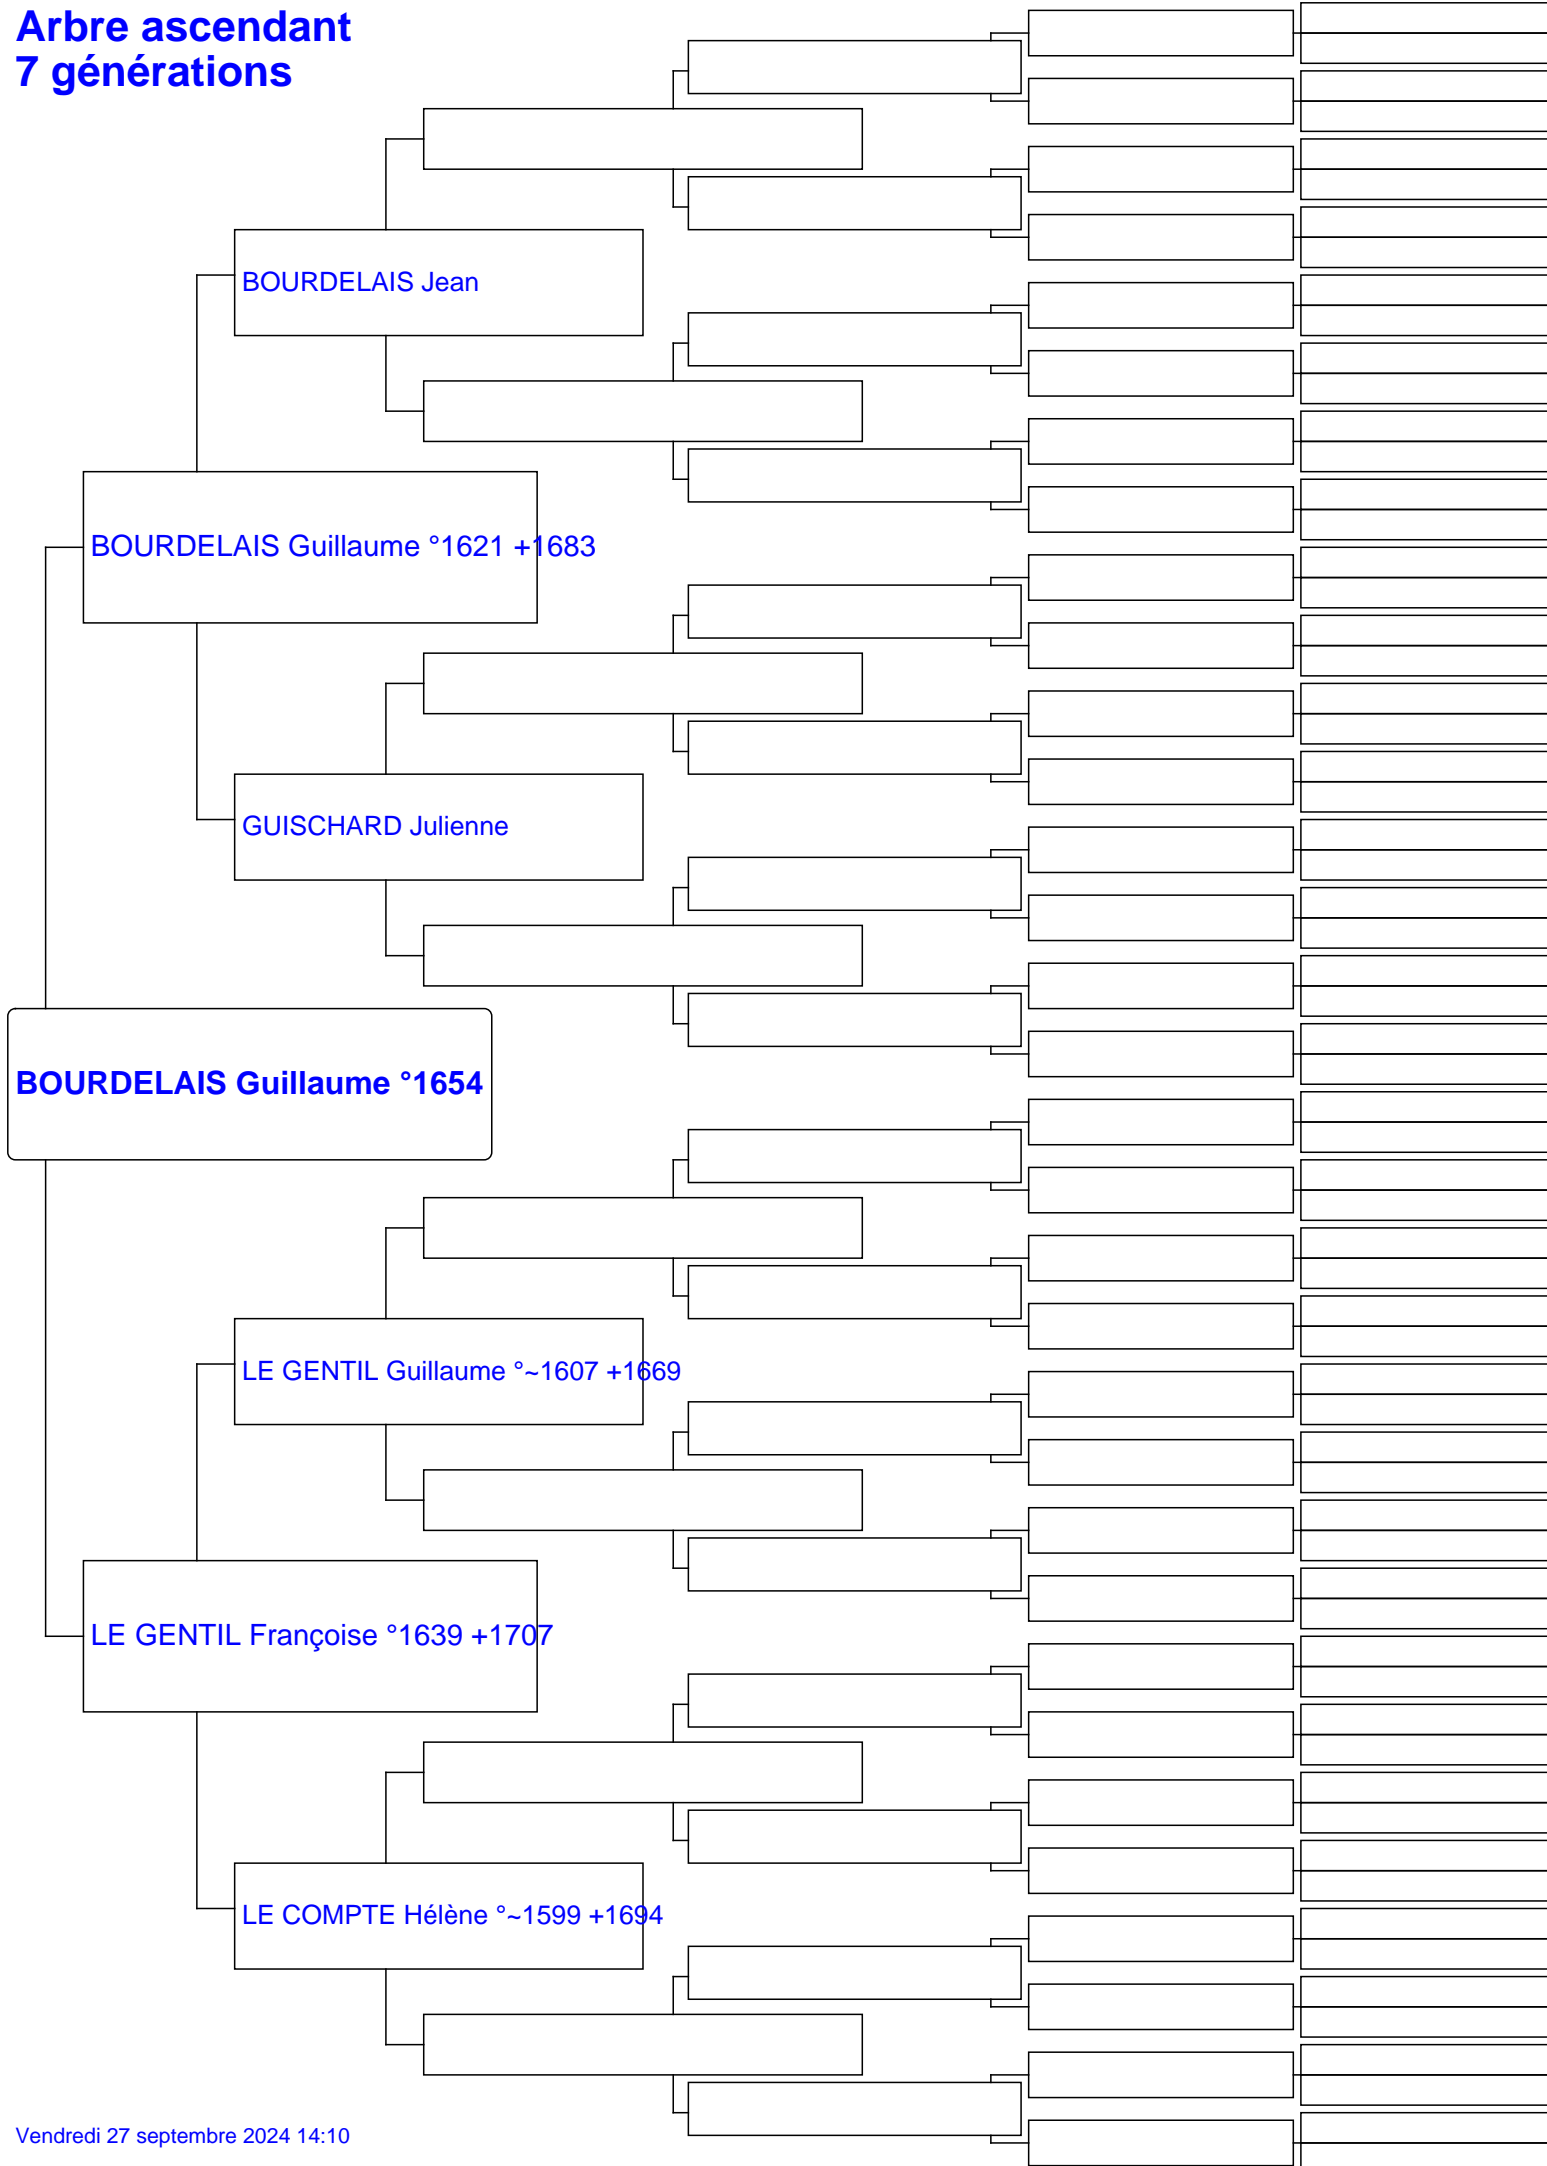 Arbre ascendant
7 générations
BOURDELAIS Jean
BOURDELAIS Guillaume °1621 +1683
GUISCHARD Julienne
BOURDELAIS Guillaume °1654
LE GENTIL Guillaume °~1607 +1669
LE GENTIL Françoise °1639 +1707
LE COMPTE Hélène °~1599 +1694
Vendredi 27 septembre 2024 14:10